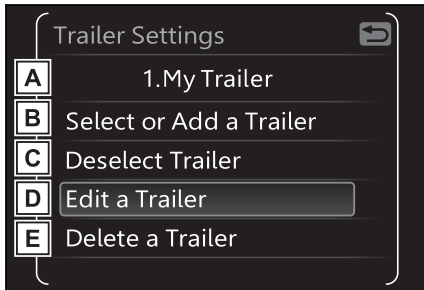 Trailer Settings
A 1.My Trailer
B Select or Add a Trailer
C Deselect Trailer
D Edit a Trailer
E Delete a Trailer